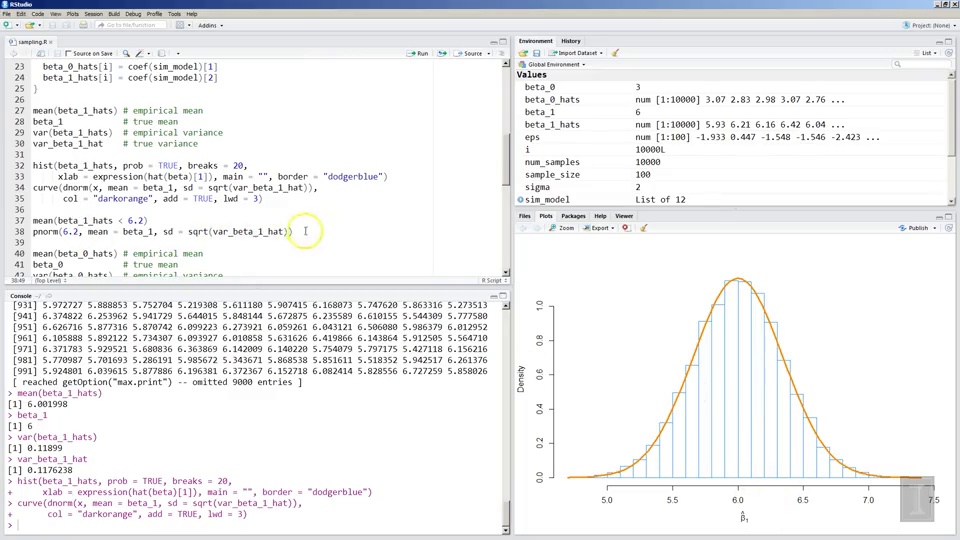 RStudio
File Edit Code View Plots Session Build Debug Profile Tools Help
Go to file/function
Addins
Project: (None)
sampling.R
Source on Save
Run
Source
23 beta_0_hats[i] = coef(sim_model)[1]
24 beta_1_hats[i] = coef(sim_model)[2]
25 }
26
27 mean(beta_1_hats) # empirical mean
28 beta_1 # true mean
29 var(beta_1_hats) # empirical variance
30 var_beta_1_hat # true variance
31
32 hist(beta_1_hats, prob = TRUE, breaks = 20,
33 xlab = expression(hat(beta)[1]), main = "", border = "dodgerblue")
34 curve(dnorm(x, mean = beta_1, sd = sqrt(var_beta_1_hat)),
35 col = "darkorange", add = TRUE, lwd = 3)
36
37 mean(beta_1_hats < 6.2)
38 pnorm(6.2, mean = beta_1, sd = sqrt(var_beta_1_hat))
39
40 mean(beta_0_hats) # empirical mean
41 beta_0 # true mean
42 var(beta_0_hats) # empirical variance
38:49 (Top Level)
R Script
Console ~/
[931] 5.972727 5.888853 5.752704 5.219308 5.611180 5.907415 6.168073 5.747620 5.863316 5.273513
[941] 6.374822 6.253962 5.941729 5.644015 5.848144 5.672875 6.235589 6.610155 5.544309 5.777580
[951] 6.626716 5.877316 5.870742 6.099223 6.273921 6.059261 6.043121 6.506080 5.986379 6.012952
[961] 6.105888 5.892122 5.734307 6.093927 6.010858 5.631626 6.419866 6.143864 5.912505 5.564710
[971] 6.371783 5.929521 5.680836 6.363869 6.142009 6.140220 5.754079 5.797175 5.427118 6.156216
[981] 5.770987 5.701693 5.286191 5.985672 5.343671 5.868538 5.851611 5.518352 5.942517 6.261376
[991] 5.924801 6.039615 5.877886 6.196381 6.372367 6.152718 6.082414 5.828556 6.727259 5.858026
[ reached getOption("max.print") -- omitted 9000 entries ]
> mean(beta_1_hats)
[1] 6.001998
> beta_1
[1] 6
> var(beta_1_hats)
[1] 0.11899
> var_beta_1_hat
[1] 0.1176238
> hist(beta_1_hats, prob = TRUE, breaks = 20,
+ xlab = expression(hat(beta)[1]), main = "", border = "dodgerblue")
> curve(dnorm(x, mean = beta_1, sd = sqrt(var_beta_1_hat)),
+ col = "darkorange", add = TRUE, lwd = 3)
>
Environment History
Import Dataset
List
Global Environment
Values
beta_0 3
beta_0_hats num [1:10000] 3.07 2.83 2.98 3.07 2.76 ...
beta_1 6
beta_1_hats num [1:10000] 5.93 6.21 6.16 6.42 6.04 ...
eps num [1:100] -1.933 0.447 -1.548 -1.546 -2.423 ...
i 10000L
num_samples 10000
sample_size 100
sigma 2
sim_model List of 12
Files Plots Packages Help Viewer
Zoom Export Publish
Density
1.0
0.8
0.6
0.4
0.2
0.0
5.0 5.5 6.0 6.5 7.0 7.5
β̂1
I